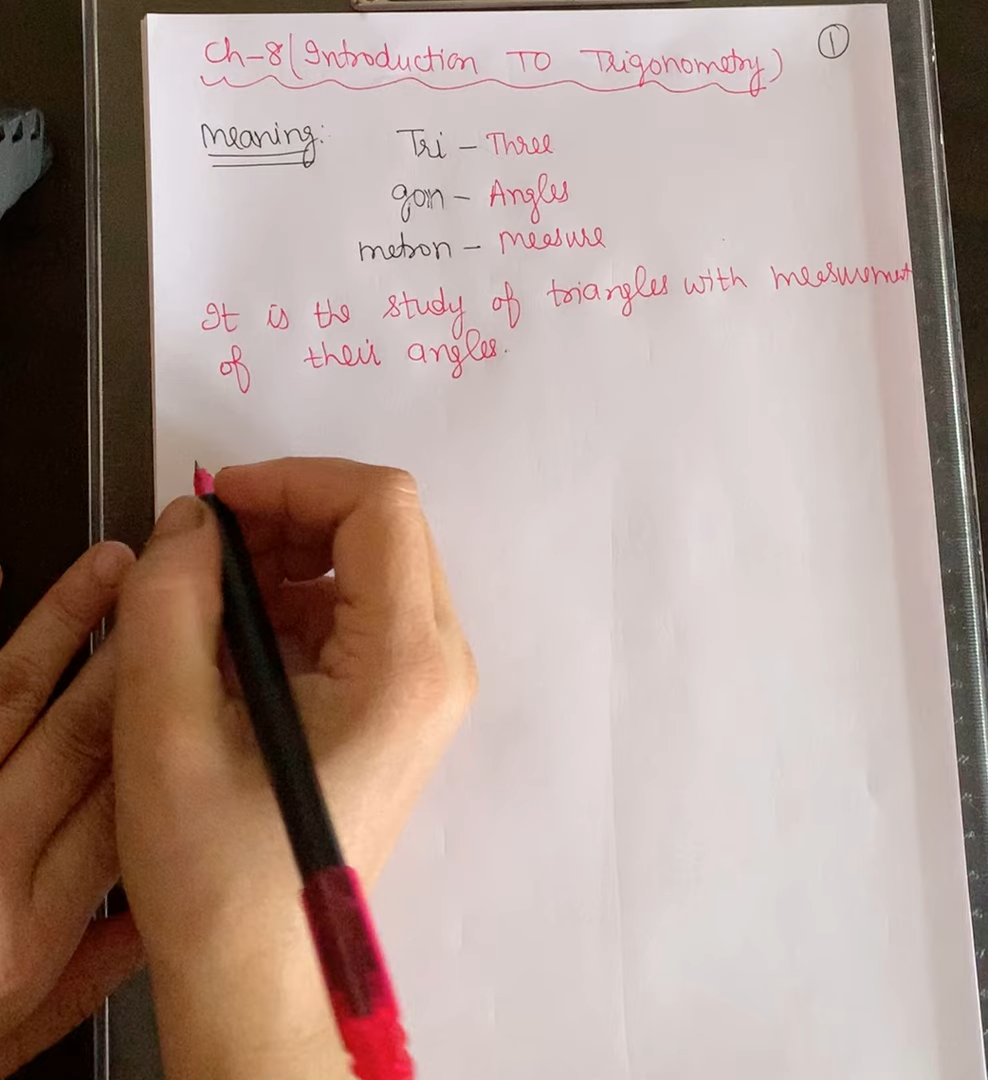 Ch-8 (Introduction TO Trigonometry) 1
Meaning: Tri - Three
gon - Angles
metron - Measure
It is the study of triangles with measurement
of their angles.